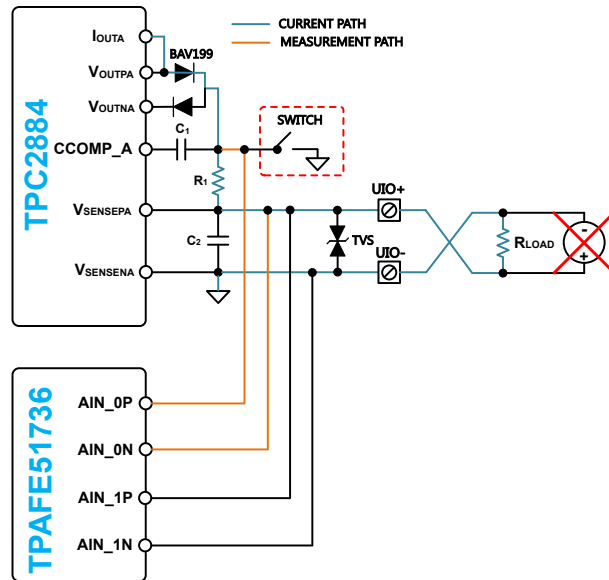 CURRENT PATH
MEASUREMENT PATH
TPC2884
IOUTA
VOUTPA
VOUTNA
CCOMP_A
VSENSEPA
VSENSENA
BAV199
C1
R1
C2
SWITCH
TVS
UIO+
UIO-
RLOAD
-
+
TPAFE51736
AIN_0P
AIN_0N
AIN_1P
AIN_1N